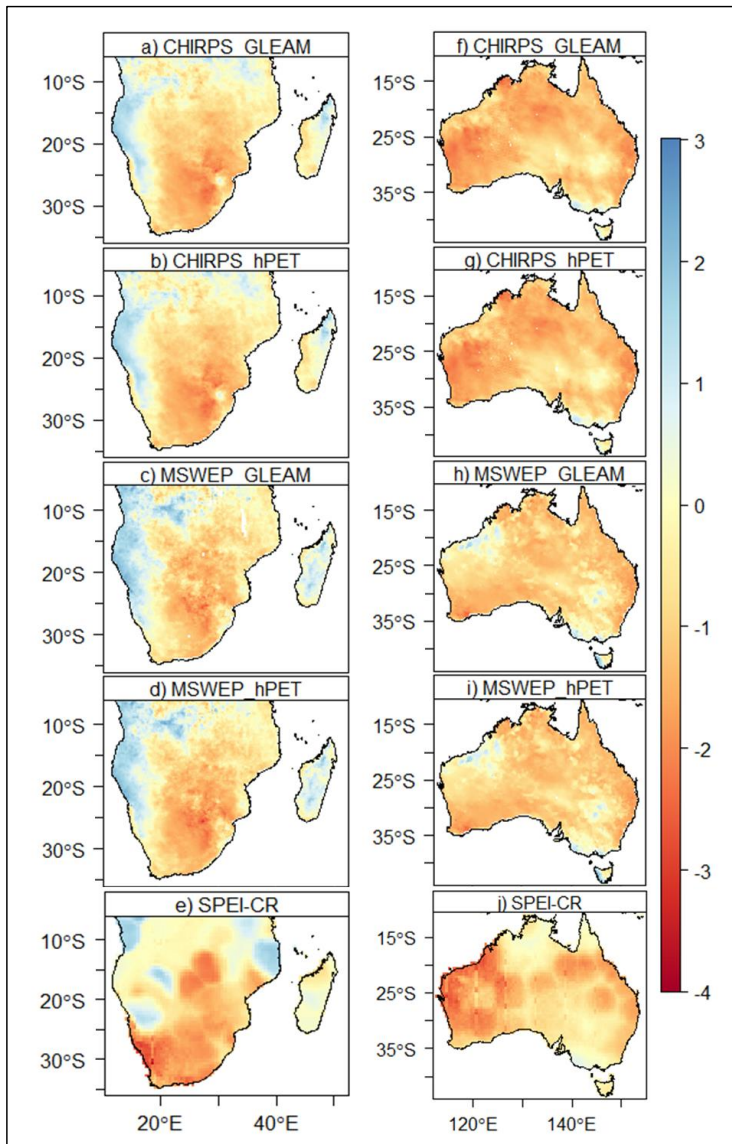 a) CHIRPS_GLEAM
10°S
20°S
30°S
b) CHIRPS_hPET
10°S
20°S
30°S
c) MSWEP_GLEAM
10°S
20°S
30°S
d) MSWEP_hPET
10°S
20°S
30°S
e) SPEI-CR
10°S
20°S
30°S
20°E
40°E
f) CHIRPS_GLEAM
15°S
25°S
35°S
g) CHIRPS_hPET
15°S
25°S
35°S
h) MSWEP_GLEAM
15°S
25°S
35°S
i) MSWEP_hPET
15°S
25°S
35°S
j) SPEI-CR
15°S
25°S
35°S
120°E
140°E
3
2
1
0
-1
-2
-3
-4